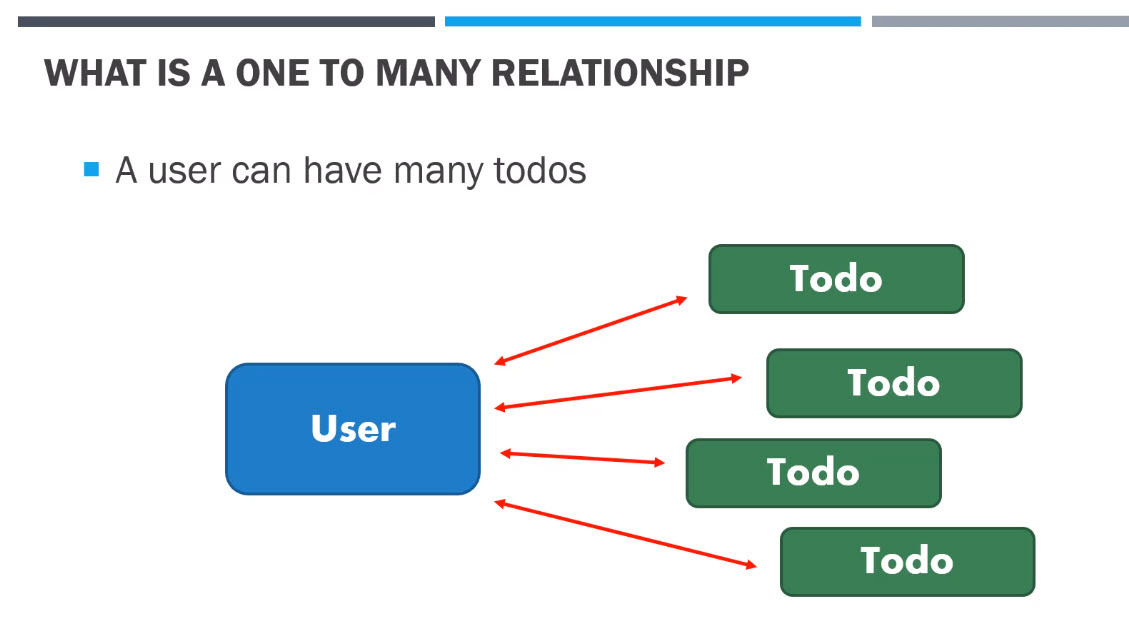 WHAT IS A ONE TO MANY RELATIONSHIP
A user can have many todos
Todo
Todo
User
Todo
Todo